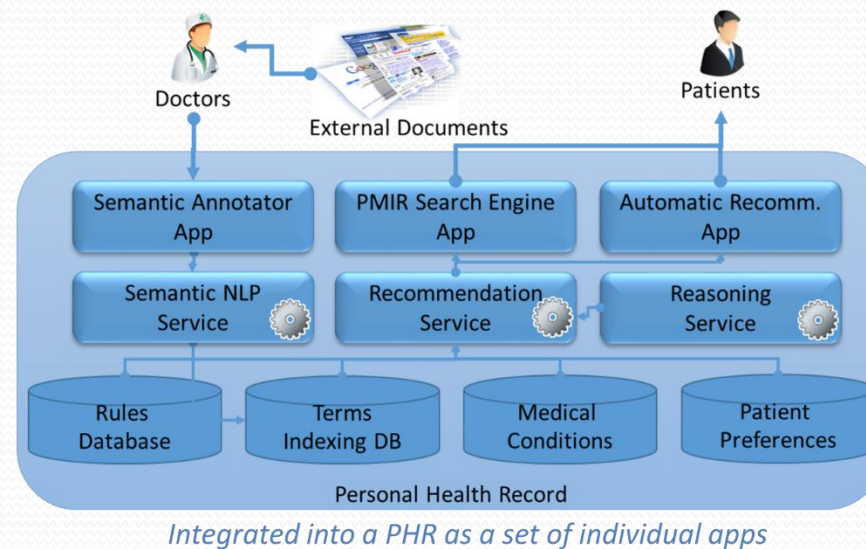 Doctors
External Documents
Patients
Semantic Annotator
App
PMIR Search Engine
App
Automatic Recomm.
App
Semantic NLP
Service
Recommendation
Service
Reasoning
Service
Rules
Database
Terms
Indexing DB
Medical
Conditions
Patient
Preferences
Personal Health Record
Integrated into a PHR as a set of individual apps